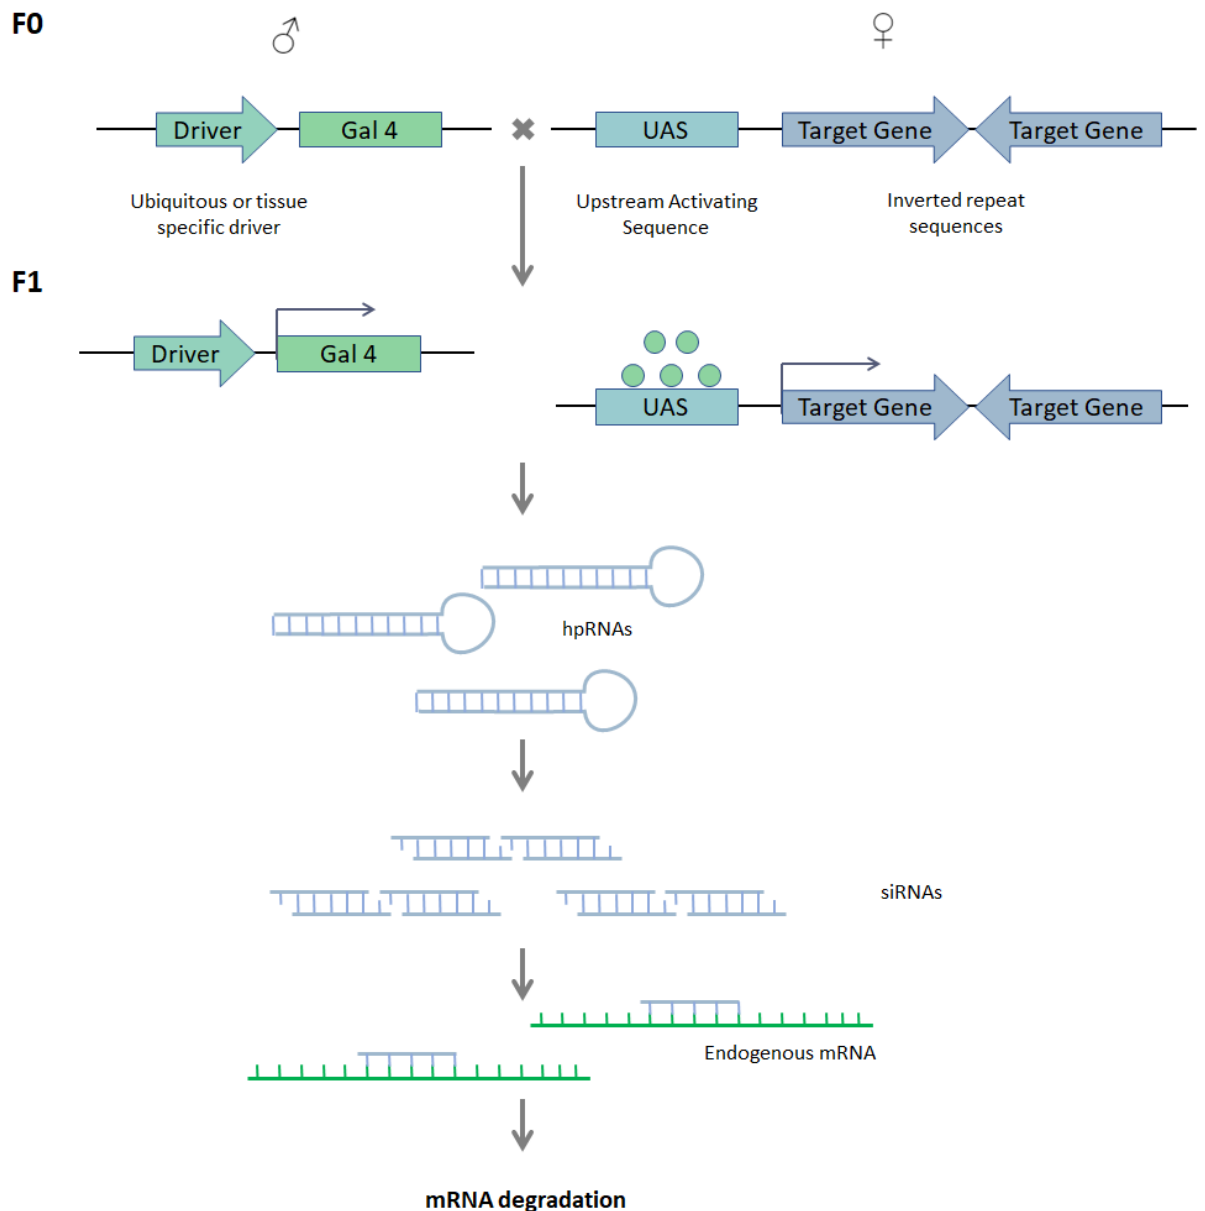 F0
♂
♀
Driver
Gal 4
✖
UAS
Target Gene
Target Gene
Ubiquitous or tissue
specific driver
Upstream Activating
Sequence
Inverted repeat
sequences
F1
Driver
Gal 4
UAS
Target Gene
Target Gene
hpRNAs
siRNAs
Endogenous mRNA
mRNA degradation